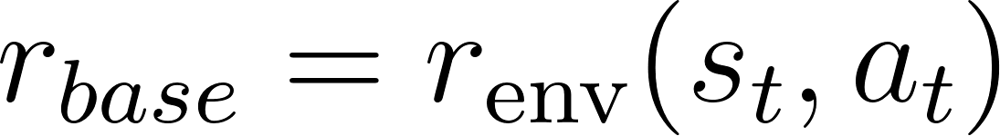 r_{base} = r_{\text{env}}(s_t, a_t)